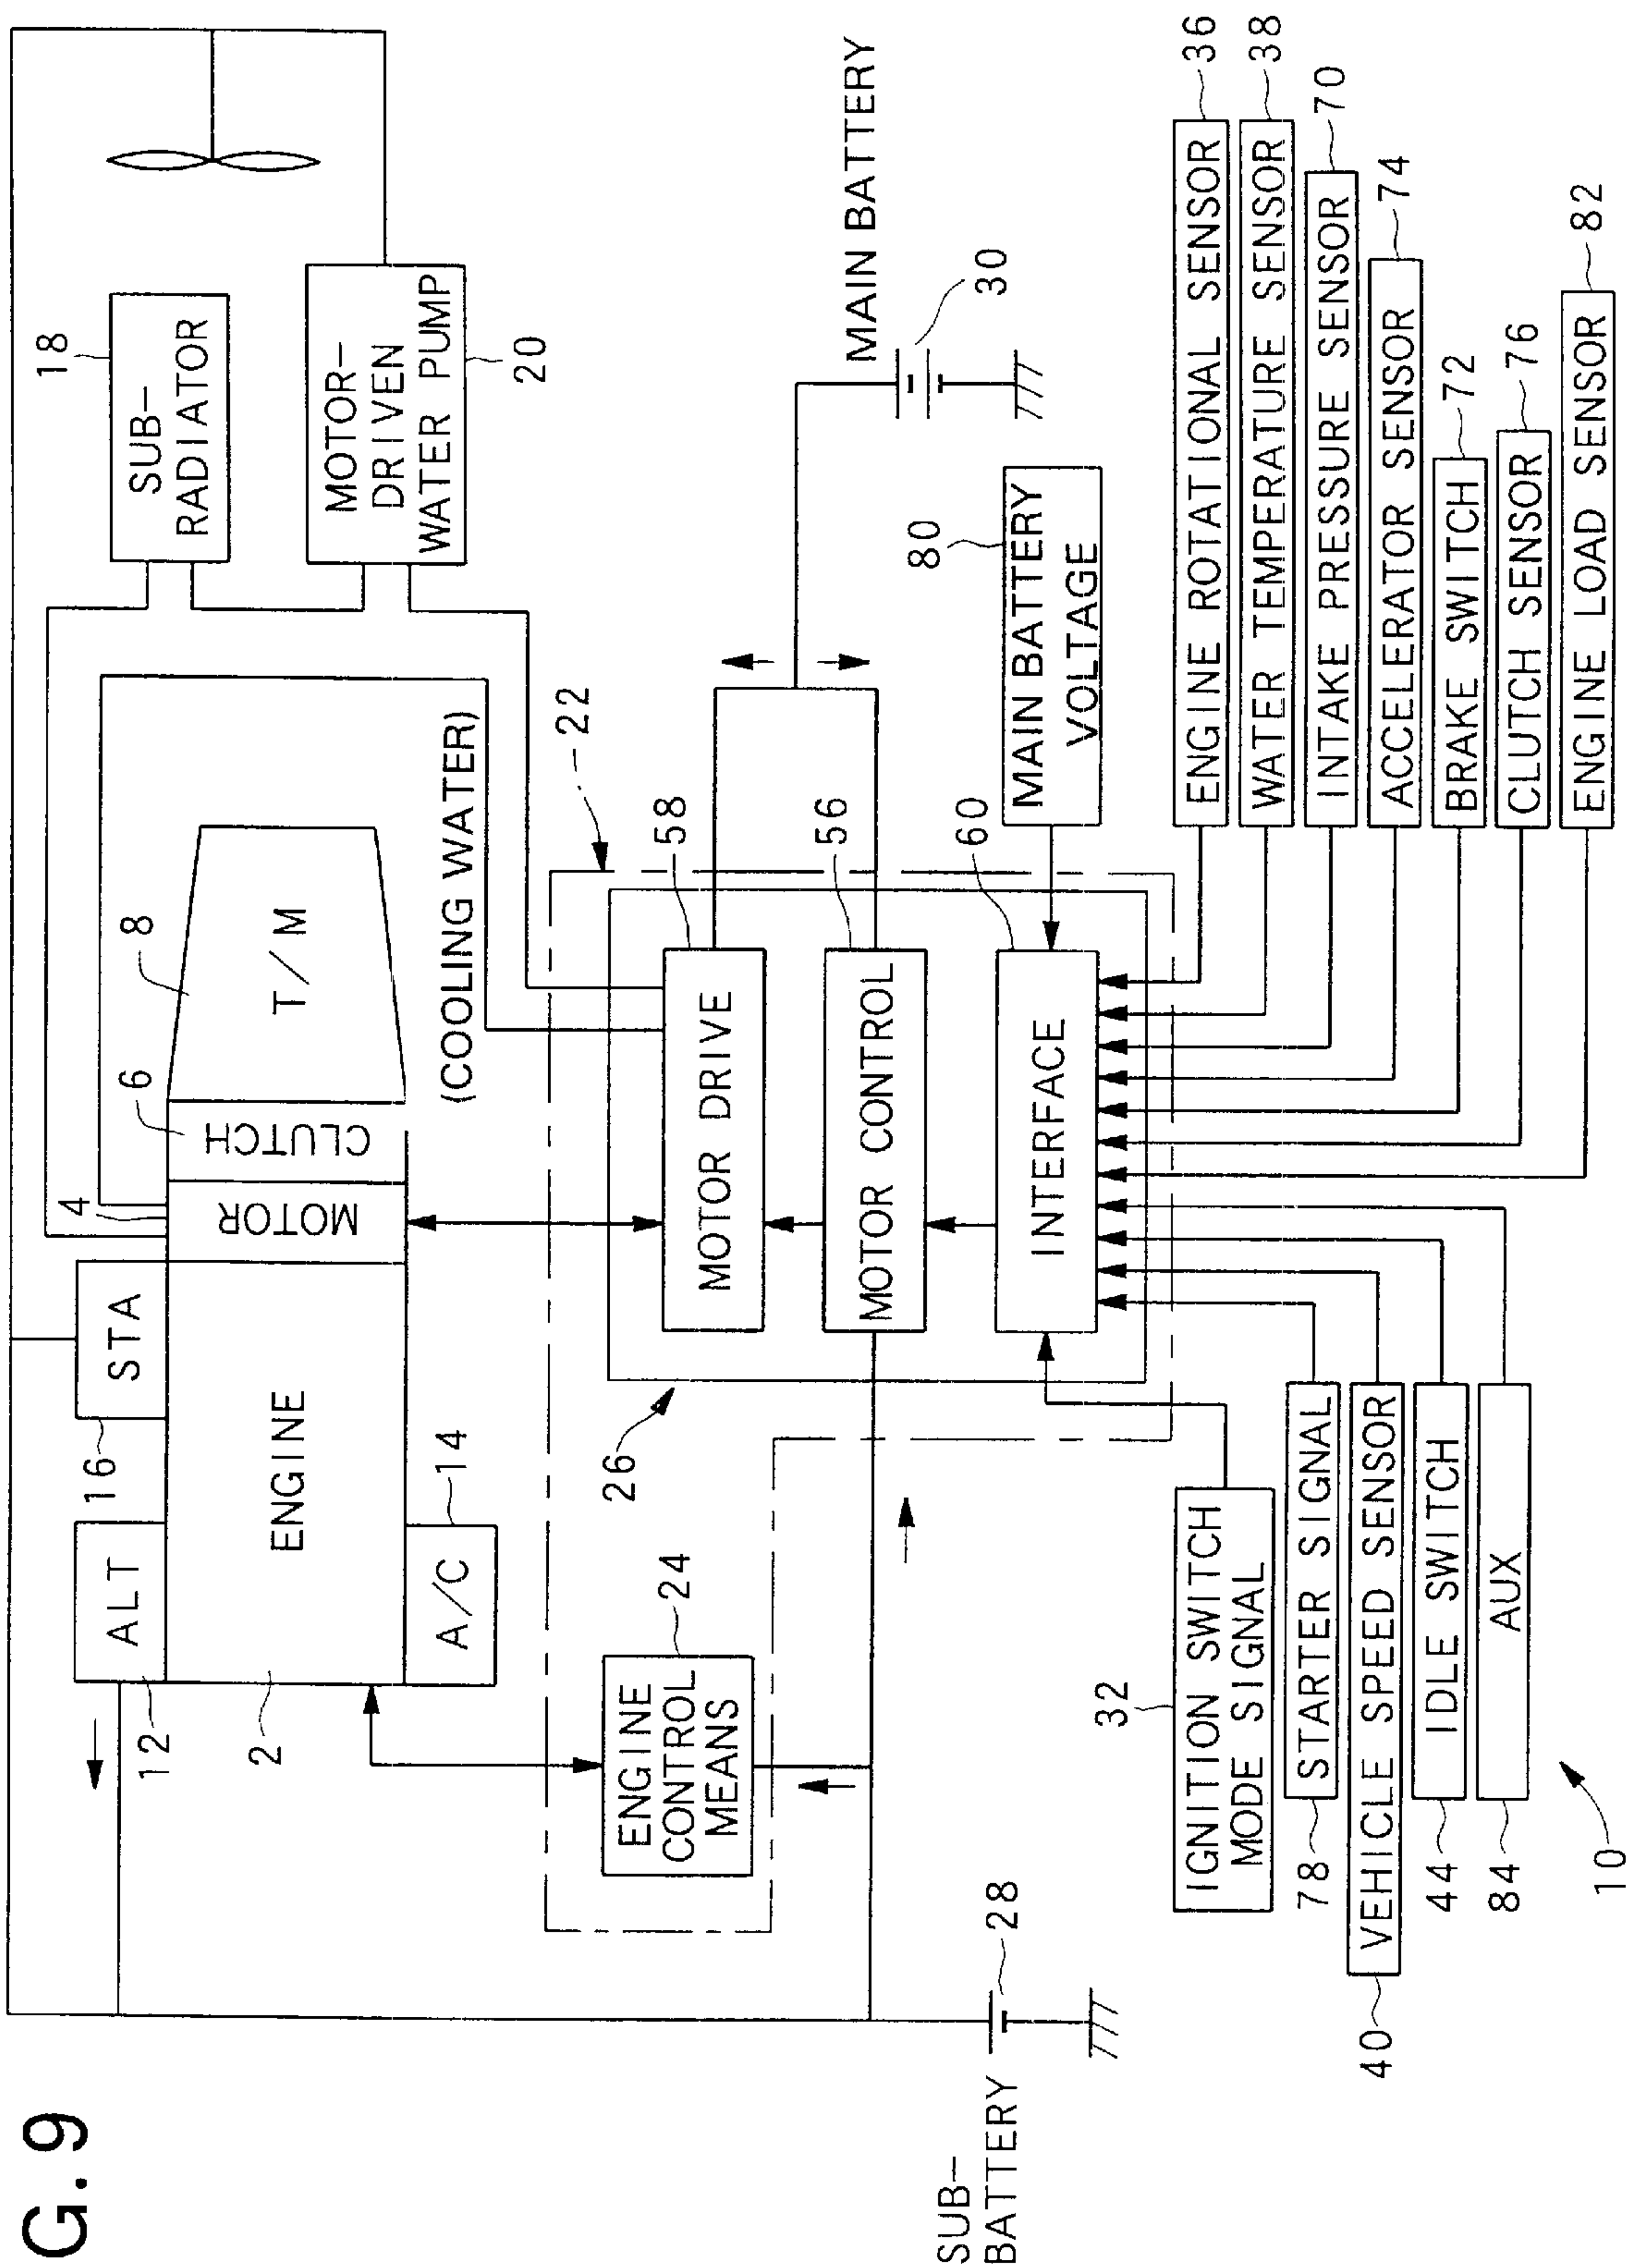 G. 9
18
SUB-
RADIATOR
MOTOR-
DRIVEN
WATER PUMP
20
16
STA
4
MOTOR
6
CLUTCH
8
T/M
ALT
12
ENGINE
2
A/C
14
(COOLING WATER)
22
MAIN BATTERY
30
ENGINE
CONTROL
MEANS
24
26
MOTOR DRIVE
58
MOTOR CONTROL
56
INTERFACE
60
80
MAIN BATTERY
VOLTAGE
SUB-
BATTERY
28
32
IGNITION SWITCH
MODE SIGNAL
78
STARTER SIGNAL
40
VEHICLE SPEED SENSOR
44
IDLE SWITCH
84
AUX
10
ENGINE ROTATIONAL SENSOR
36
WATER TEMPERATURE SENSOR
38
INTAKE PRESSURE SENSOR
70
ACCELERATOR SENSOR
74
BRAKE SWITCH
72
CLUTCH SENSOR
76
ENGINE LOAD SENSOR
82